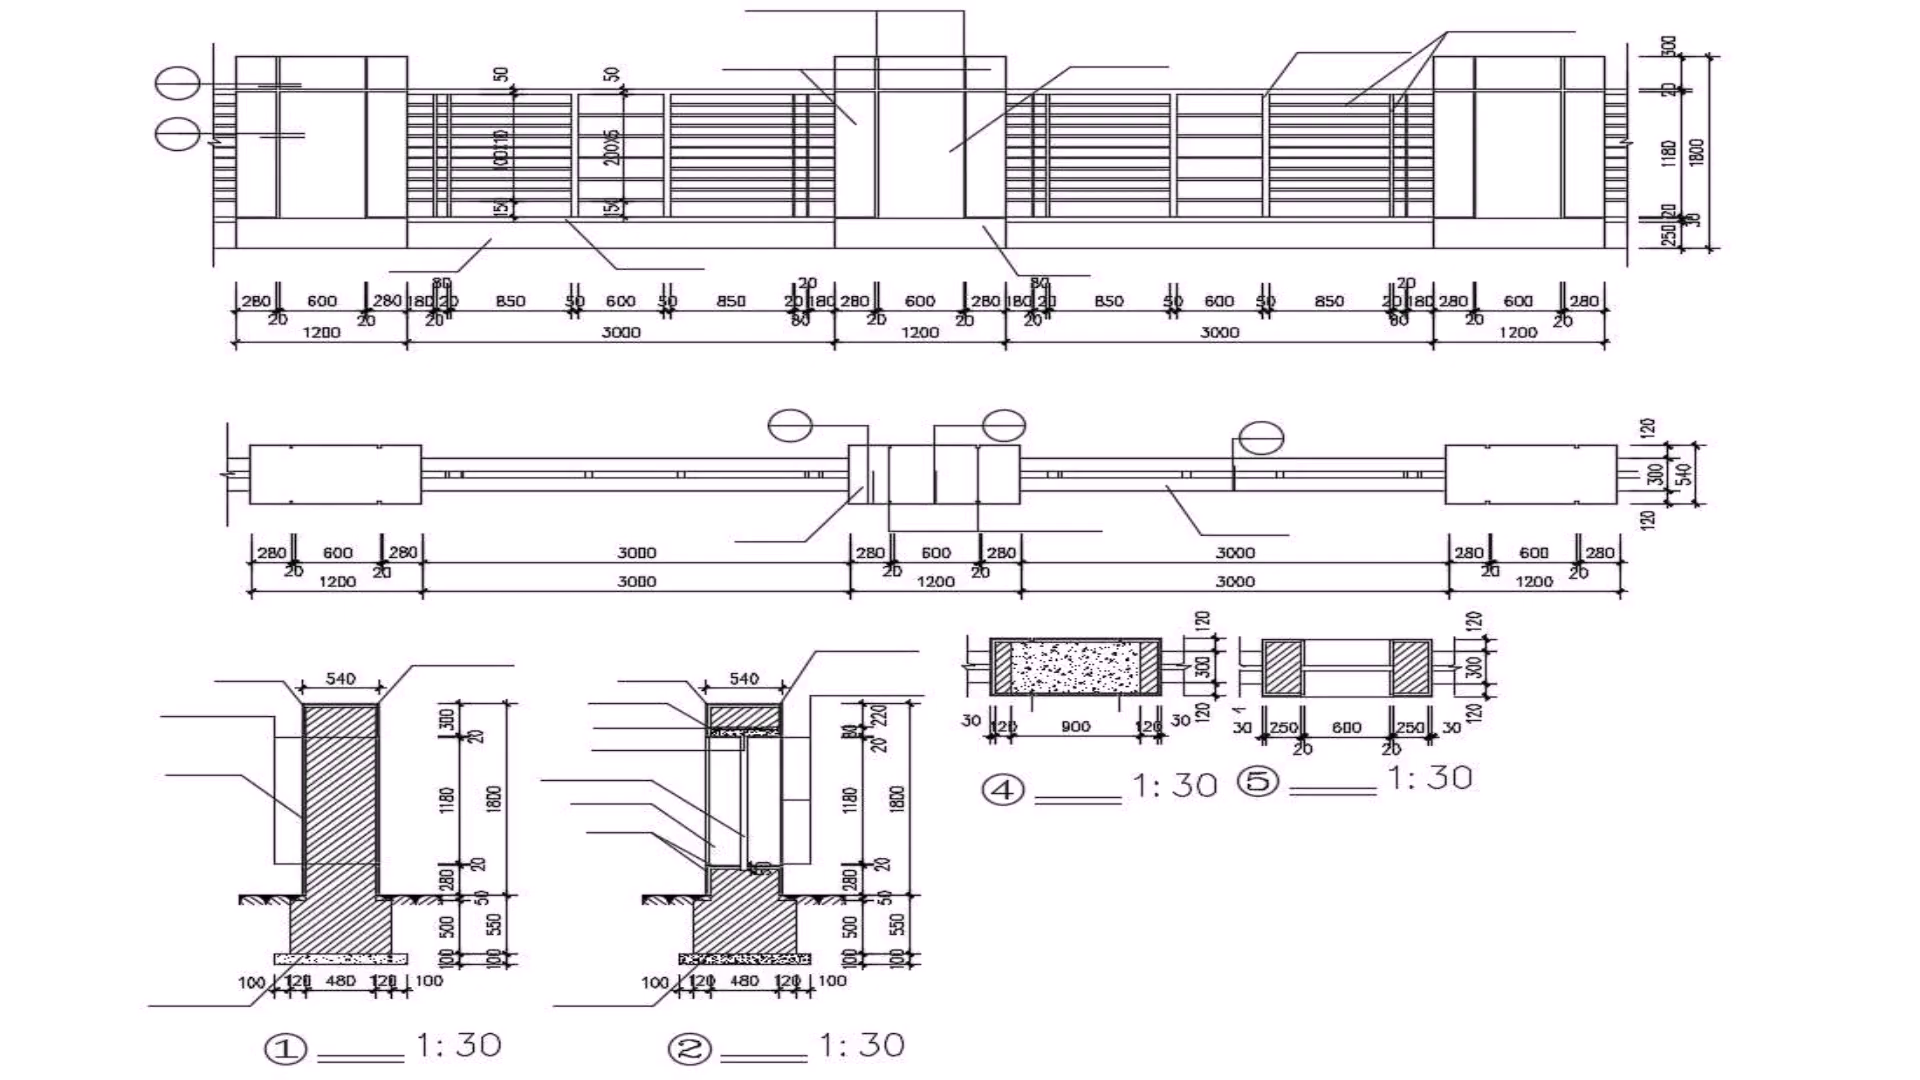 50 50
100X10 200X6
150 150
300 20 1180 1800 20 30 250
80 20 80 20
280 600 280 180 20 850 50 600 50 850 20 180 280 600 280 180 20 850 50 600 50 850 20 180 280 600 280
20 20 20 80 20 20 20 80 20 20
1200 3000 1200 3000 1200
120 300 540 120
280 600 280 3000 280 600 280 3000 280 600 280
20 20 20 20 20 20
1200 3000 1200 3000 1200
540
300 20 1180 1800 20 280 50 500 550 100 100
100 120 480 120 100
① 1:30
540
220 80 20 1180 1800 20 280 50 500 550 100 100
50
100 120 480 120 100
② 1:30
120 300 120
30 120 900 120 30
④ 1:30
120 300 120
1
30 250 600 250 30
20 20
⑤ 1:30